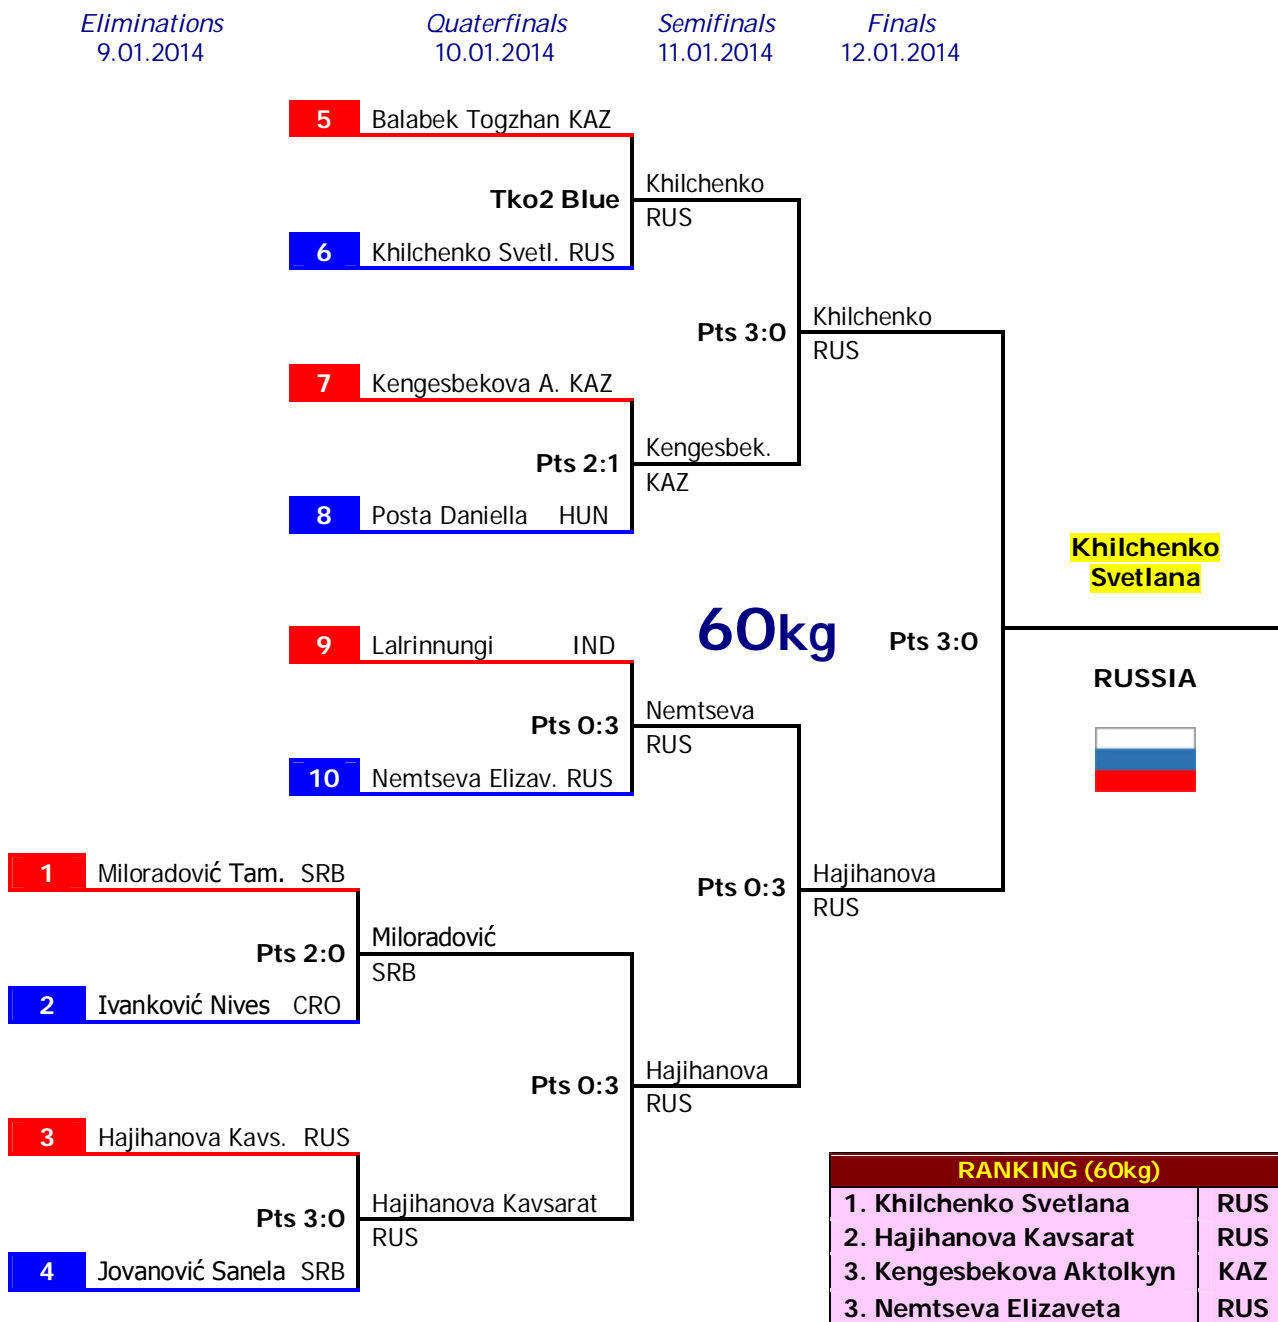 Eliminations Quaterfinals Semifinals Finals
9.01.2014 10.01.2014 11.01.2014 12.01.2014
5 Balabek Togzhan KAZ
Tko2 Blue
Khilchenko
RUS
6 Khilchenko Svetl. RUS
Pts 3:0
Khilchenko
RUS
7 Kengesbekova A. KAZ
Pts 2:1
Kengesbek.
KAZ
8 Posta Daniella HUN
Khilchenko
Svetlana
60kg
Pts 3:0
RUSSIA
9 Lalrinnungi IND
Pts 0:3
Nemtseva
RUS
10 Nemtseva Elizav. RUS
1 Miloradović Tam. SRB
Pts 0:3
Hajihanova
RUS
Pts 2:0
Miloradović
SRB
2 Ivanković Nives CRO
Pts 0:3
Hajihanova
RUS
3 Hajihanova Kavs. RUS
Pts 3:0
Hajihanova Kavsarat
RUS
4 Jovanović Sanela SRB
RANKING (60kg)
1. Khilchenko Svetlana RUS
2. Hajihanova Kavsarat RUS
3. Kengesbekova Aktolkyn KAZ
3. Nemtseva Elizaveta RUS